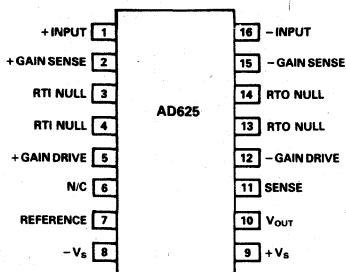 +INPUT 1 16 −INPUT
+GAIN SENSE 2 15 −GAIN SENSE
RTI NULL 3 14 RTO NULL
AD625
RTI NULL 4 13 RTO NULL
+GAIN DRIVE 5 12 −GAIN DRIVE
N/C 6 11 SENSE
REFERENCE 7 10 VOUT
−VS 8 9 +VS